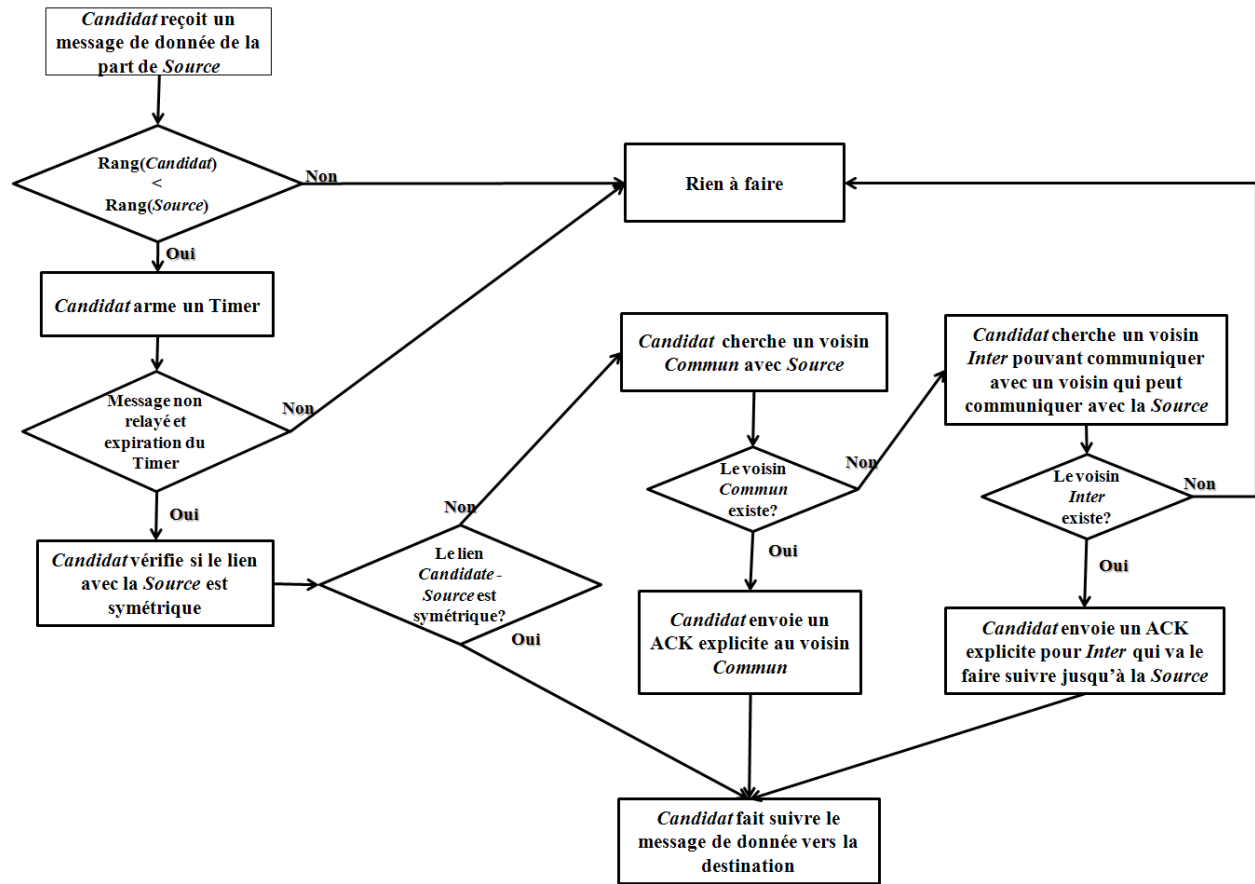 Candidat reçoit un
message de donnée de la
part de Source
Rang(Candidat)
<
Rang(Source)
Non
Rien à faire
Oui
Candidat arme un Timer
Message non
relayé et
expiration du
Timer
Non
Oui
Candidat vérifie si le lien
avec la Source est
symétrique
Non
Le lien
Candidate -
Source est
symétrique?
Oui
Candidat cherche un voisin
Commun avec Source
Le voisin
Commun
existe?
Non
Oui
Candidat envoie un
ACK explicite au voisin
Commun
Candidat cherche un voisin
Inter pouvant communiquer
avec un voisin qui peut
communiquer avec la Source
Le voisin
Inter
existe?
Non
Oui
Candidat envoie un ACK
explicite pour Inter qui va le
faire suivre jusqu'à la Source
Candidat fait suivre le
message de donnée vers la
destination